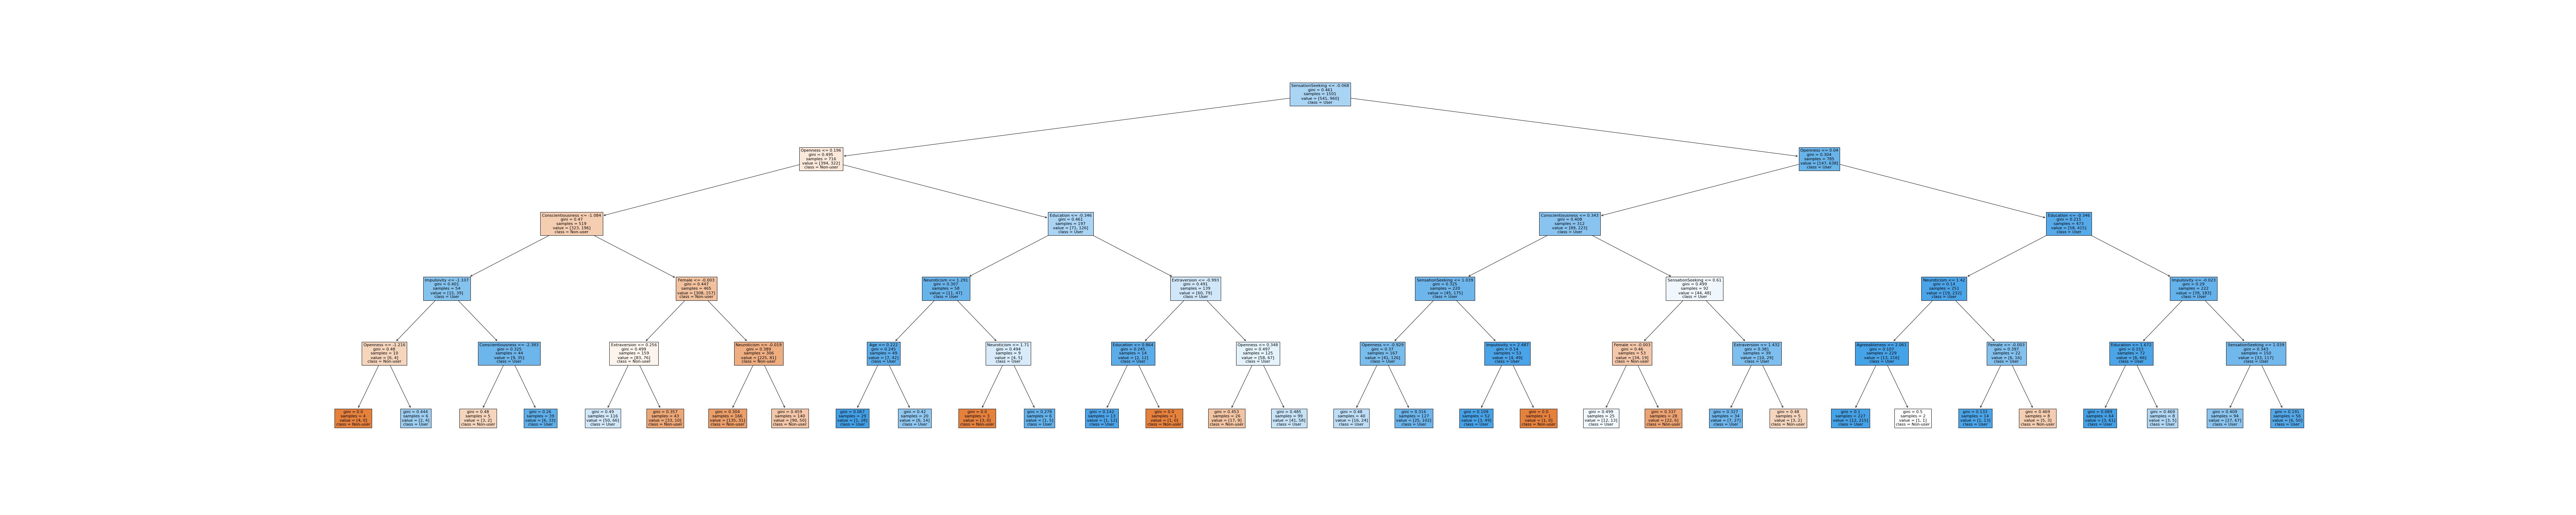 SensationSeeking <= -0.068
gini = 0.461
samples = 1501
value = [541, 960]
class = User
Openness <= 0.196
gini = 0.495
samples = 716
value = [394, 322]
class = Non-user
Openness <= 0.04
gini = 0.304
samples = 785
value = [147, 638]
class = User
Conscientiousness <= -1.084
gini = 0.47
samples = 519
value = [323, 196]
class = Non-user
Education <= -0.346
gini = 0.461
samples = 197
value = [71, 126]
class = User
Conscientiousness <= 0.343
gini = 0.408
samples = 312
value = [89, 223]
class = User
Education <= -0.346
gini = 0.215
samples = 473
value = [58, 415]
class = User
Impulsivity <= -1.107
gini = 0.401
samples = 54
value = [15, 39]
class = User
Female <= -0.003
gini = 0.447
samples = 465
value = [308, 157]
class = Non-user
Neuroticism <= 1.291
gini = 0.307
samples = 58
value = [11, 47]
class = User
Extraversion <= -0.993
gini = 0.491
samples = 139
value = [60, 79]
class = User
SensationSeeking <= 1.039
gini = 0.325
samples = 220
value = [45, 175]
class = User
SensationSeeking <= 0.61
gini = 0.499
samples = 92
value = [44, 48]
class = User
Neuroticism <= 1.42
gini = 0.14
samples = 251
value = [19, 232]
class = User
Impulsivity <= -0.023
gini = 0.29
samples = 222
value = [39, 183]
class = User
Openness <= -1.216
gini = 0.48
samples = 10
value = [6, 4]
class = Non-user
Conscientiousness <= -2.383
gini = 0.325
samples = 44
value = [9, 35]
class = User
Extraversion <= 0.256
gini = 0.499
samples = 159
value = [83, 76]
class = Non-user
Neuroticism <= -0.019
gini = 0.389
samples = 306
value = [225, 81]
class = Non-user
Age <= 0.222
gini = 0.245
samples = 49
value = [7, 42]
class = User
Neuroticism <= 1.71
gini = 0.494
samples = 9
value = [4, 5]
class = User
Education <= 0.864
gini = 0.245
samples = 14
value = [2, 12]
class = User
Openness <= 0.348
gini = 0.497
samples = 125
value = [58, 67]
class = User
Openness <= -0.929
gini = 0.37
samples = 167
value = [41, 126]
class = User
Impulsivity <= 2.487
gini = 0.14
samples = 53
value = [4, 49]
class = User
Female <= -0.003
gini = 0.46
samples = 53
value = [34, 19]
class = Non-user
Extraversion <= 1.432
gini = 0.381
samples = 39
value = [10, 29]
class = User
Agreeableness <= 2.061
gini = 0.107
samples = 229
value = [13, 216]
class = User
Female <= -0.003
gini = 0.397
samples = 22
value = [6, 16]
class = User
Education <= 1.672
gini = 0.153
samples = 72
value = [6, 66]
class = User
SensationSeeking <= 1.039
gini = 0.343
samples = 150
value = [33, 117]
class = User
gini = 0.0
samples = 4
value = [4, 0]
class = Non-user
gini = 0.444
samples = 6
value = [2, 4]
class = User
gini = 0.48
samples = 5
value = [3, 2]
class = Non-user
gini = 0.26
samples = 39
value = [6, 33]
class = User
gini = 0.49
samples = 116
value = [50, 66]
class = User
gini = 0.357
samples = 43
value = [33, 10]
class = Non-user
gini = 0.304
samples = 166
value = [135, 31]
class = Non-user
gini = 0.459
samples = 140
value = [90, 50]
class = Non-user
gini = 0.067
samples = 29
value = [1, 28]
class = User
gini = 0.42
samples = 20
value = [6, 14]
class = User
gini = 0.0
samples = 3
value = [3, 0]
class = Non-user
gini = 0.278
samples = 6
value = [1, 5]
class = User
gini = 0.142
samples = 13
value = [1, 12]
class = User
gini = 0.0
samples = 1
value = [1, 0]
class = Non-user
gini = 0.453
samples = 26
value = [17, 9]
class = Non-user
gini = 0.485
samples = 99
value = [41, 58]
class = User
gini = 0.48
samples = 40
value = [16, 24]
class = User
gini = 0.316
samples = 127
value = [25, 102]
class = User
gini = 0.109
samples = 52
value = [3, 49]
class = User
gini = 0.0
samples = 1
value = [1, 0]
class = Non-user
gini = 0.499
samples = 25
value = [12, 13]
class = User
gini = 0.337
samples = 28
value = [22, 6]
class = Non-user
gini = 0.327
samples = 34
value = [7, 27]
class = User
gini = 0.48
samples = 5
value = [3, 2]
class = Non-user
gini = 0.1
samples = 227
value = [12, 215]
class = User
gini = 0.5
samples = 2
value = [1, 1]
class = Non-user
gini = 0.133
samples = 14
value = [1, 13]
class = User
gini = 0.469
samples = 8
value = [5, 3]
class = Non-user
gini = 0.089
samples = 64
value = [3, 61]
class = User
gini = 0.469
samples = 8
value = [3, 5]
class = User
gini = 0.409
samples = 94
value = [27, 67]
class = User
gini = 0.191
samples = 56
value = [6, 50]
class = User